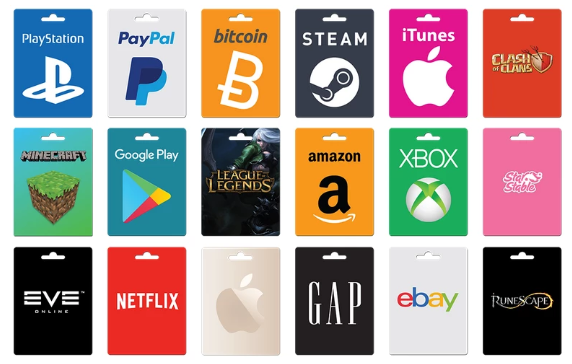 PlayStation
PayPal
bitcoin
STEAM
iTunes
CLASH
OF CLANS
MINECRAFT
Google Play
LEAGUE
OF
LEGENDS
amazon
a
XBOX
Star
Stable
EVE
ONLINE
NETFLIX
GAP
ebay
RUNESCAPE